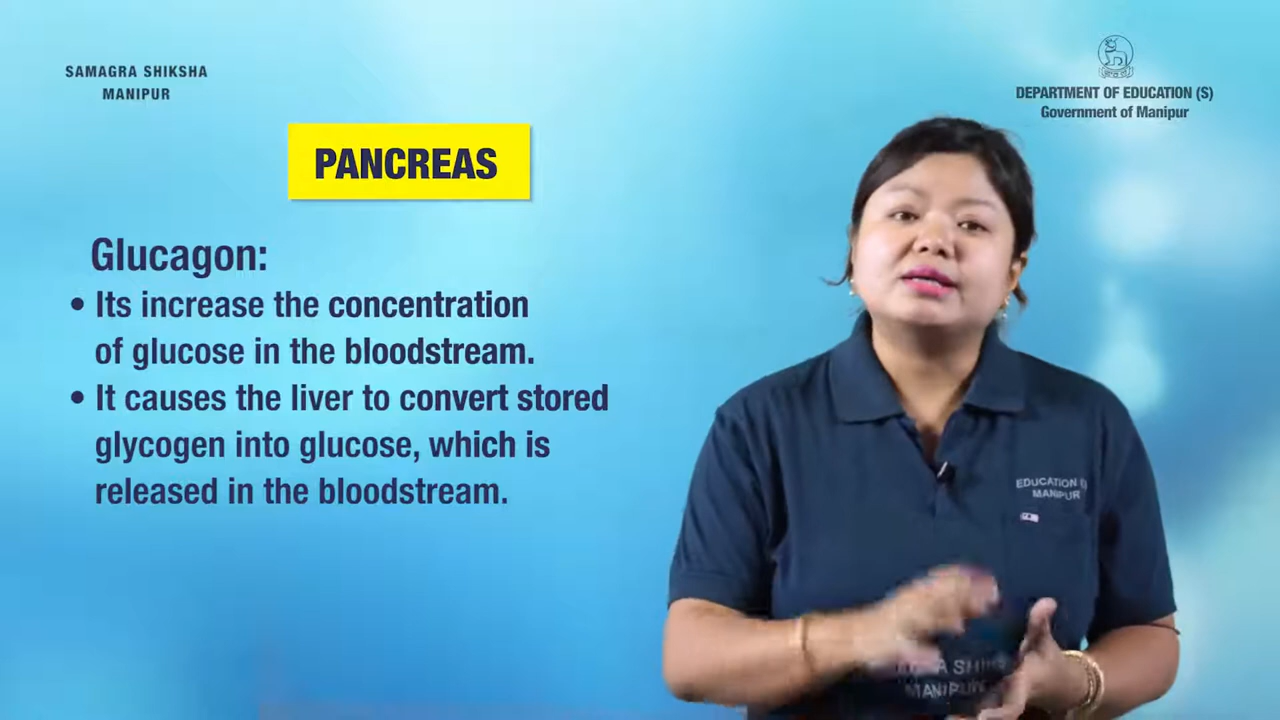 SAMAGRA SHIKSHA
MANIPUR
DEPARTMENT OF EDUCATION (S)
Government of Manipur
PANCREAS
Glucagon:
• Its increase the concentration
of glucose in the bloodstream.
• It causes the liver to convert stored
glycogen into glucose, which is
released in the bloodstream.
EDUCATION
MANIPUR
MANIPUR